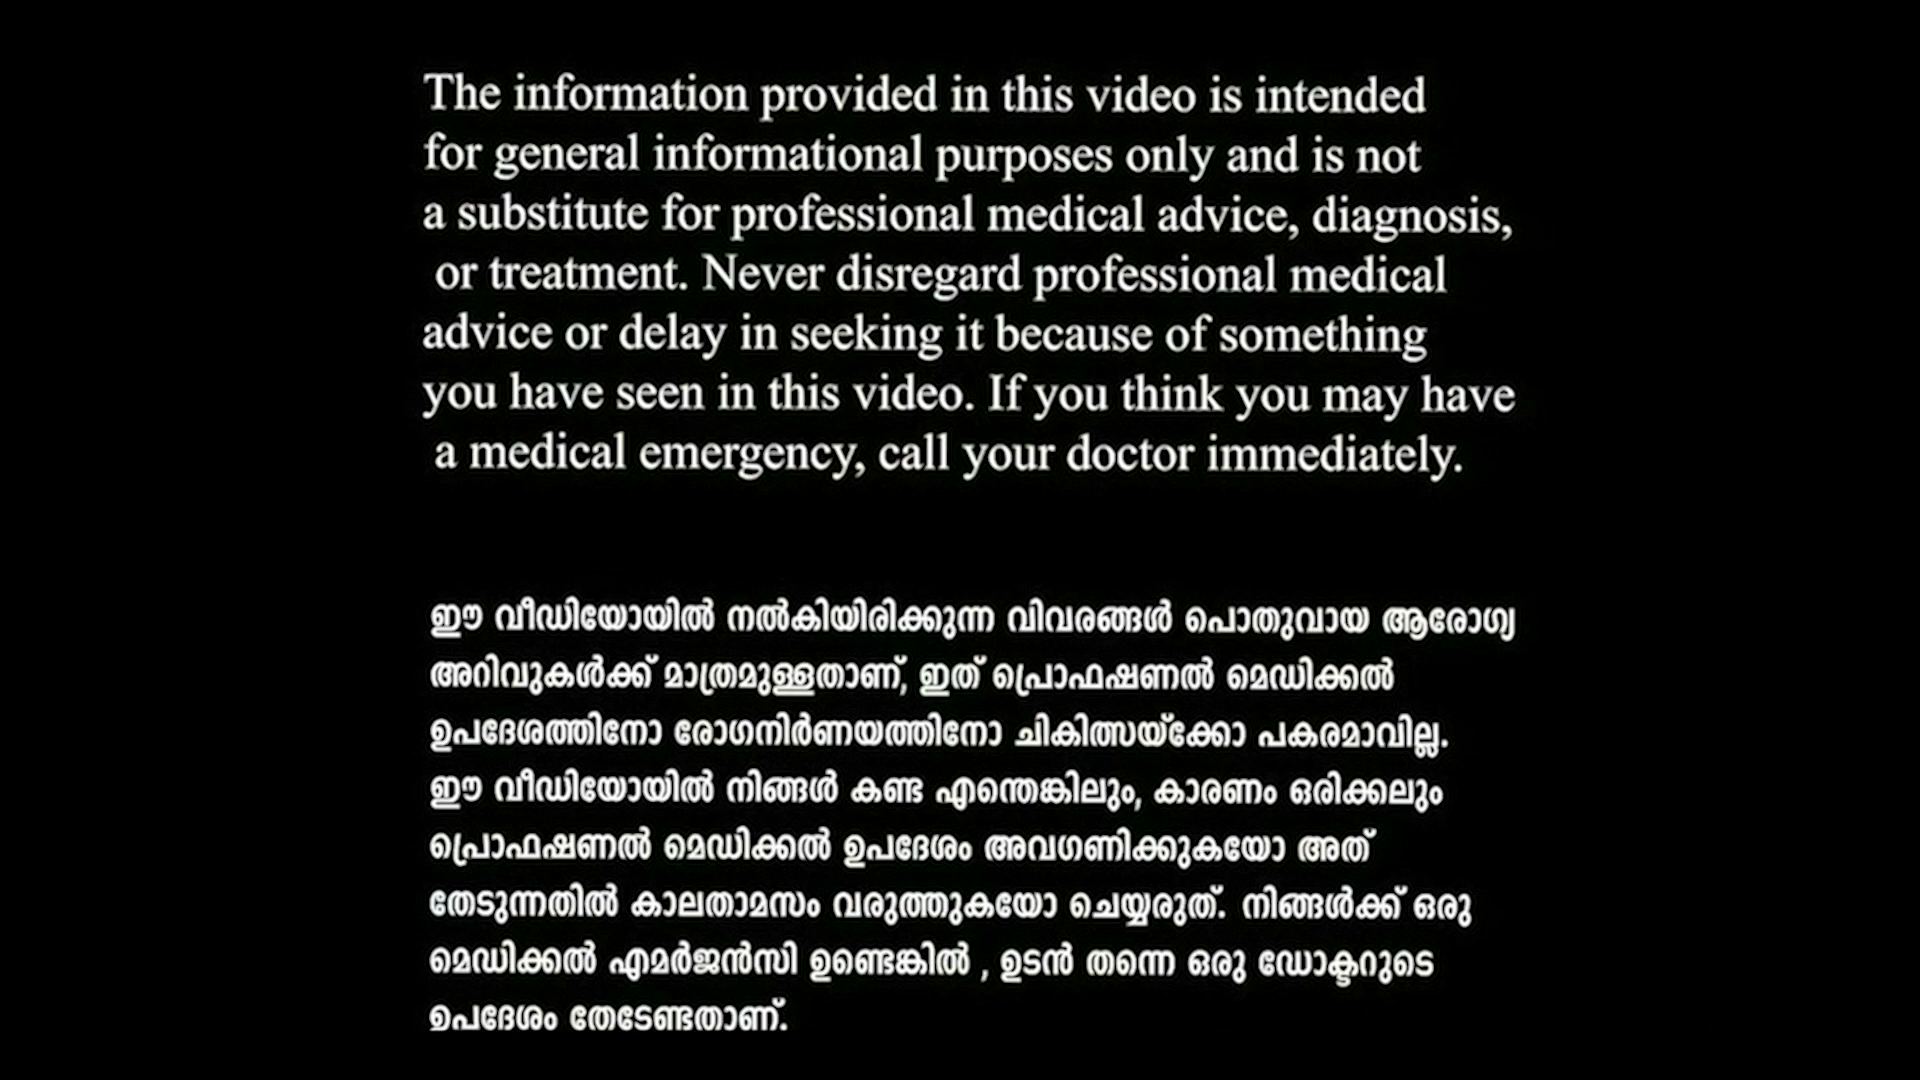 The information provided in this video is intended
for general informational purposes only and is not
a substitute for professional medical advice, diagnosis,
or treatment. Never disregard professional medical
advice or delay in seeking it because of something
you have seen in this video. If you think you may have
a medical emergency, call your doctor immediately.
ഈ വീഡിയോയിൽ നൽകിയിരിക്കുന്ന വിവരങ്ങൾ പൊതുവായ ആരോഗ്യ
അറിവുകൾക്ക് മാത്രമുള്ളതാണ്, ഇത് പ്രൊഫഷണൽ മെഡിക്കൽ
ഉപദേശത്തിനോ രോഗനിർണയത്തിനോ ചികിത്സയ്ക്കോ പകരമാവില്ല.
ഈ വീഡിയോയിൽ നിങ്ങൾ കണ്ട എന്തെങ്കിലും, കാരണം ഒരിക്കലും
പ്രൊഫഷണൽ മെഡിക്കൽ ഉപദേശം അവഗണിക്കുകയോ അത്
തേടുന്നതിൽ കാലതാമസം വരുത്തുകയോ ചെയ്യരുത്. നിങ്ങൾക്ക് ഒരു
മെഡിക്കൽ എമർജൻസി ഉണ്ടെങ്കിൽ , ഉടൻ തന്നെ ഒരു ഡോക്ടറുടെ
ഉപദേശം തേടേണ്ടതാണ്.